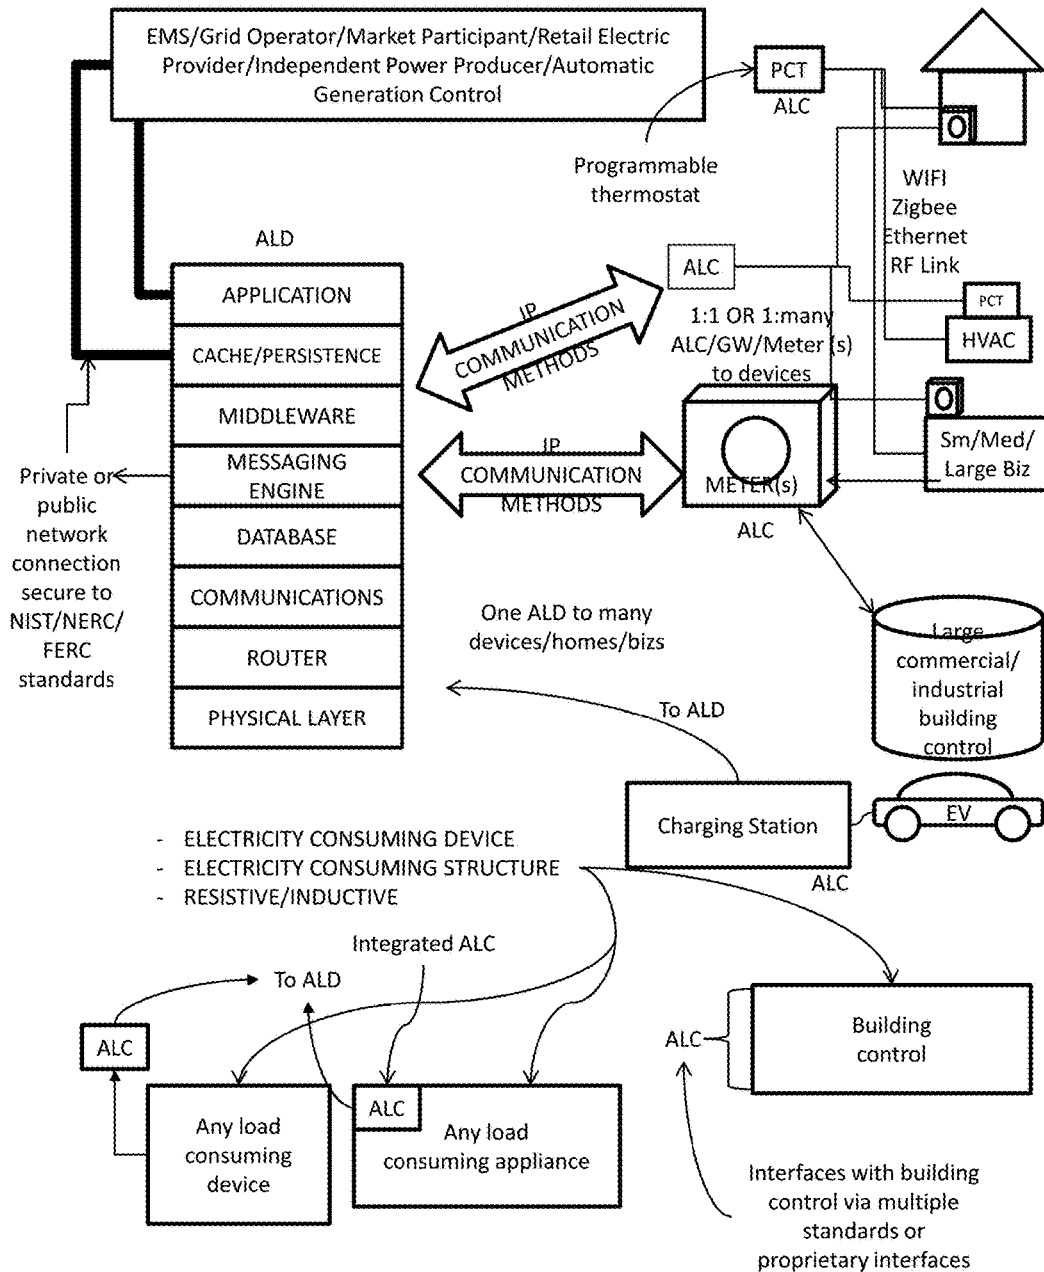 EMS/Grid Operator/Market Participant/Retail Electric
Provider/Independent Power Producer/Automatic
Generation Control
PCT
ALC
Programmable
thermostat
WIFI
Zigbee
Ethernet
RF Link
ALD
APPLICATION
CACHE/PERSISTENCE
MIDDLEWARE
MESSAGING
ENGINE
DATABASE
COMMUNICATIONS
ROUTER
PHYSICAL LAYER
IP
COMMUNICATION
METHODS
ALC
1:1 OR 1:many
ALC/GW/Meter (s)
to devices
PCT
HVAC
IP
COMMUNICATION
METHODS
METER(s)
ALC
Sm/Med/
Large Biz
Private or
public
network
connection
secure to
NIST/NERC/
FERC
standards
One ALD to many
devices/homes/bizs
Large
commercial/
industrial
building
control
To ALD
Charging Station
ALC
EV
- ELECTRICITY CONSUMING DEVICE
- ELECTRICITY CONSUMING STRUCTURE
- RESISTIVE/INDUCTIVE
Integrated ALC
To ALD
ALC
Any load
consuming
device
ALC
Any load
consuming appliance
ALC
Building
control
Interfaces with building
control via multiple
standards or
proprietary interfaces